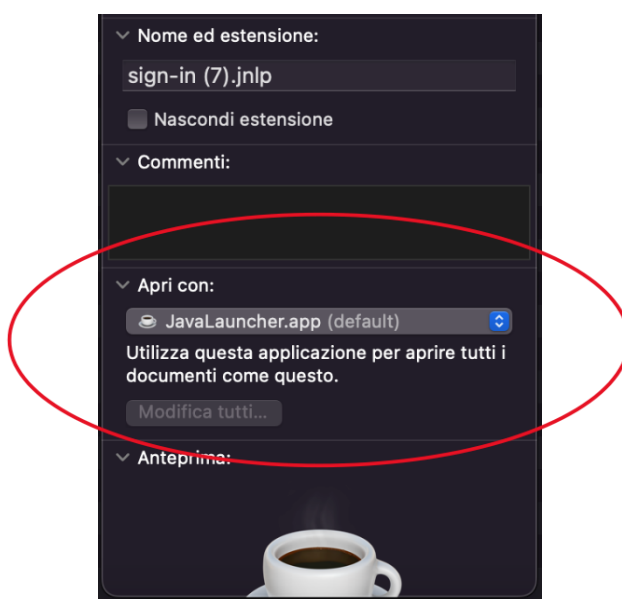 Nome ed estensione:
sign-in (7).jnlp
Nascondi estensione
Commenti:
Apri con:
JavaLauncher.app (default)
Utilizza questa applicazione per aprire tutti i
documenti come questo.
Modifica tutti...
Anteprima: